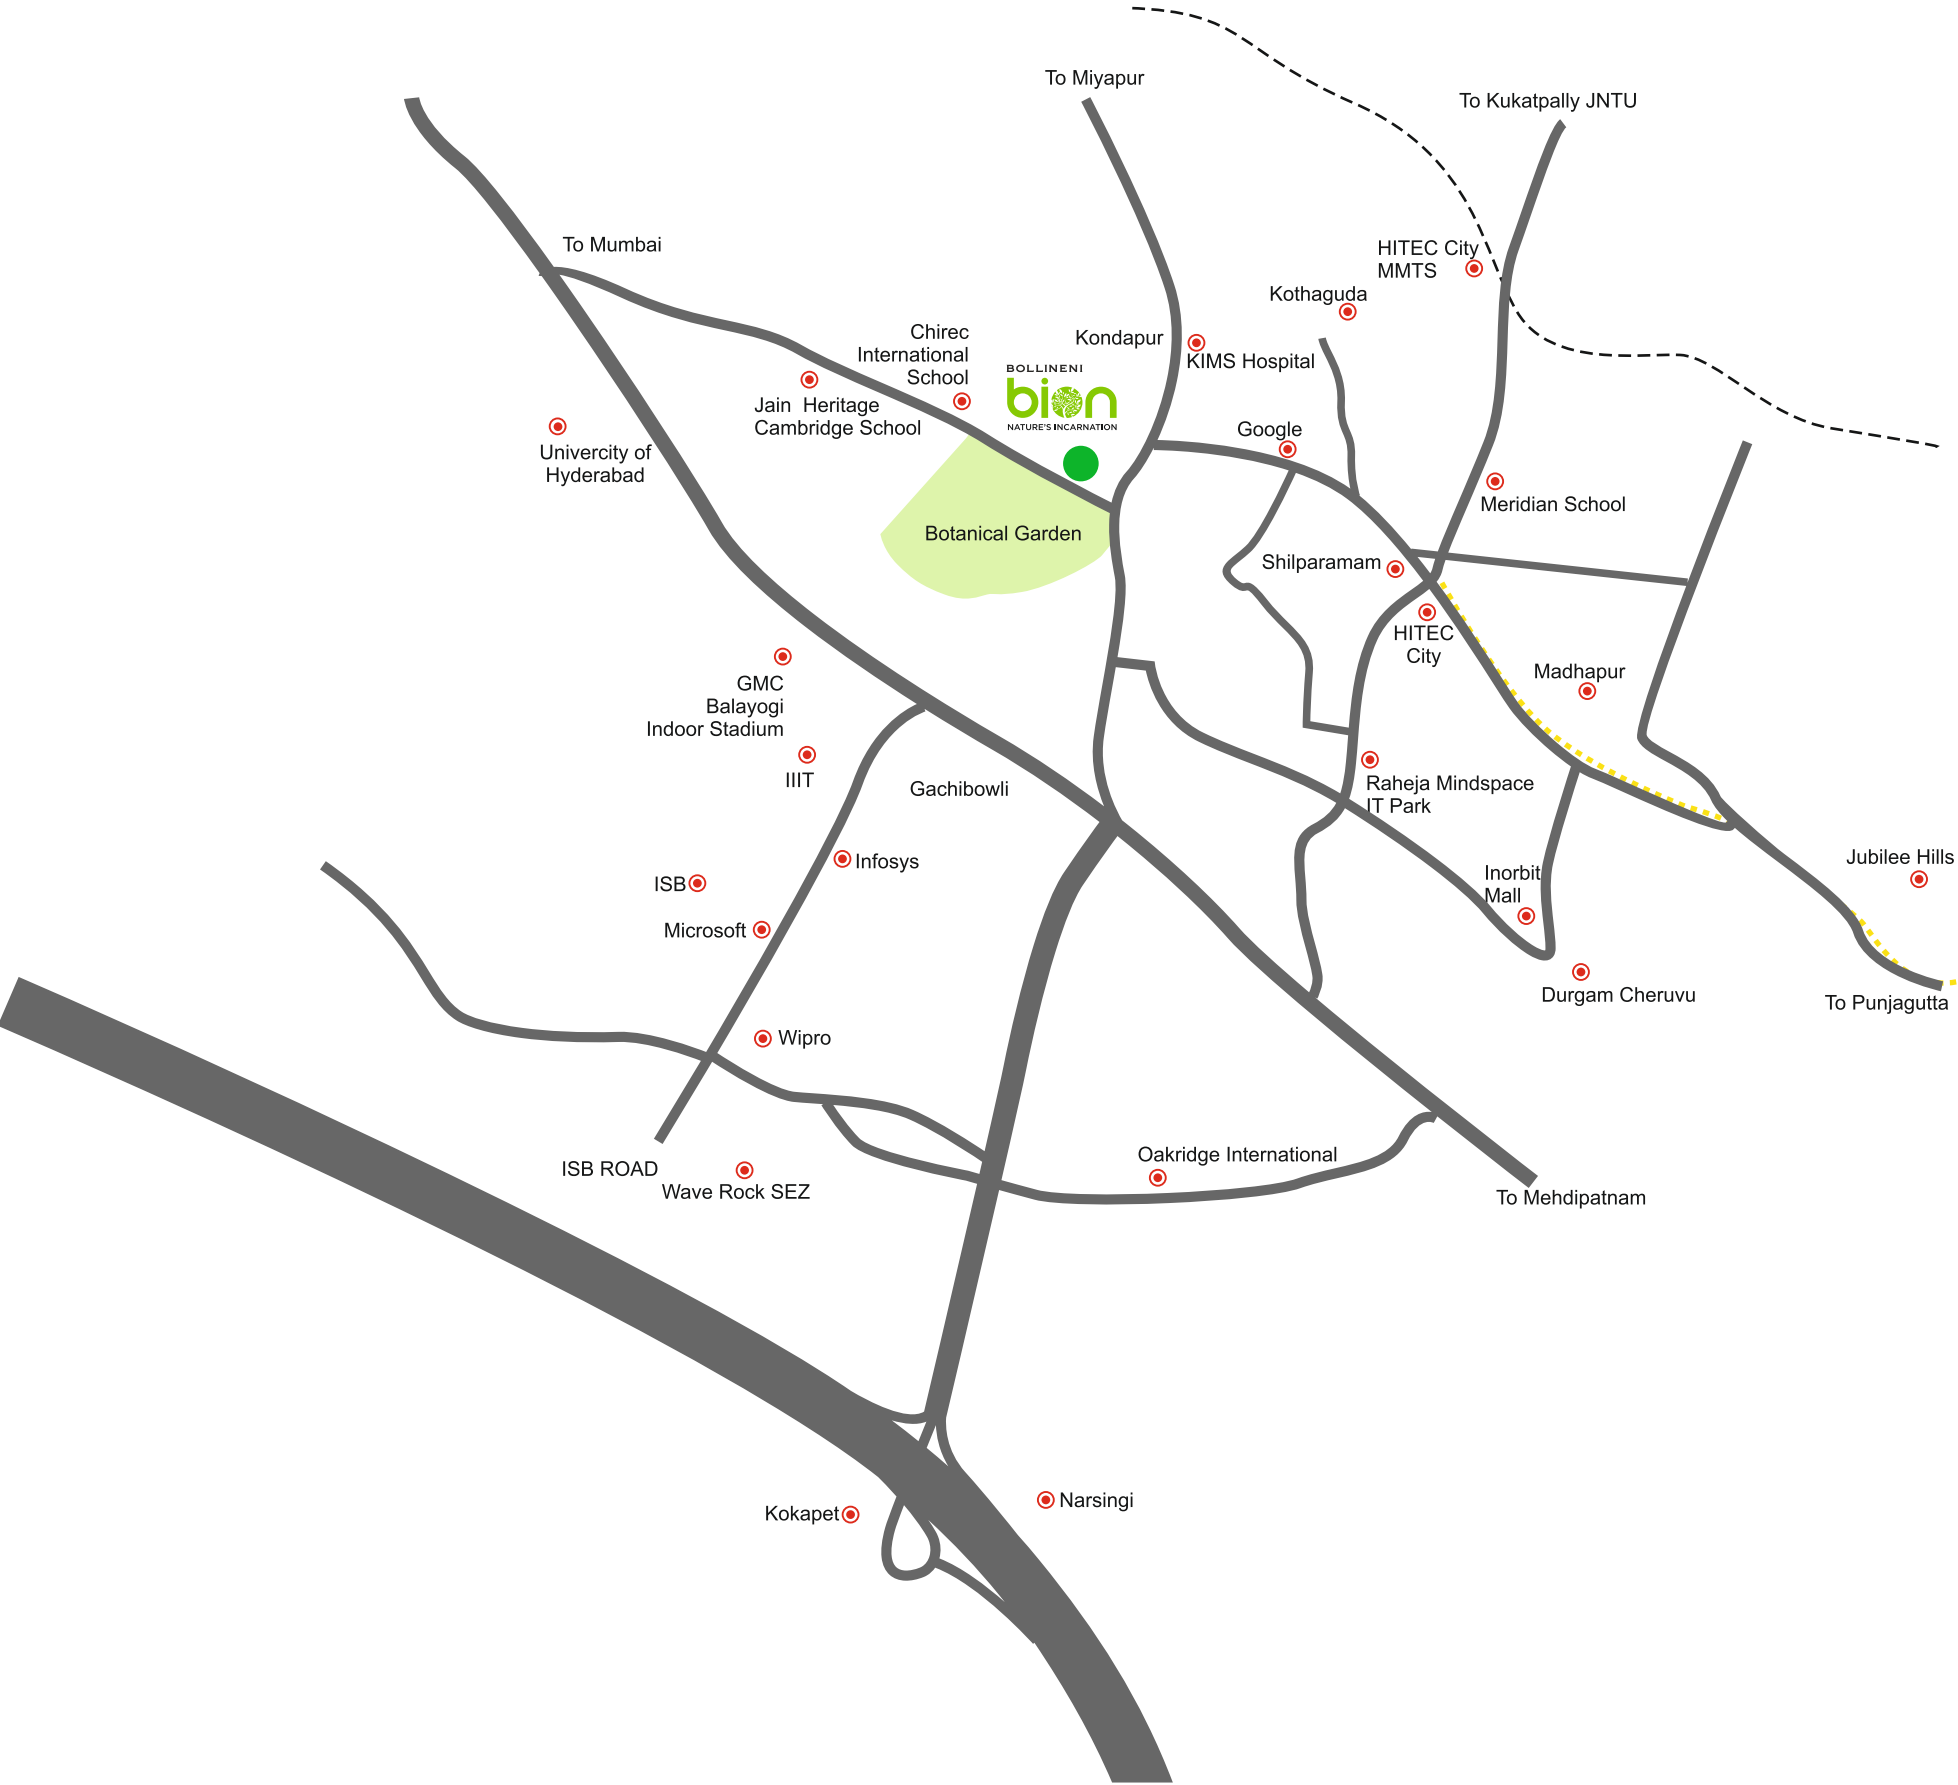 To Miyapur
To Kukatpally JNTU
To Mumbai
HITEC City
MMTS
Kothaguda
Chirec
International
School
Kondapur
KIMS Hospital
BOLLINENI
bion
NATURE'S INCARNATION
Jain Heritage
Cambridge School
Google
Univercity of
Hyderabad
Meridian School
Botanical Garden
Shilparamam
HITEC
City
Madhapur
GMC
Balayogi
Indoor Stadium
IIIT
Gachibowli
Raheja Mindspace
IT Park
Infosys
Jubilee Hills
ISB
Inorbit
Mall
Microsoft
Durgam Cheruvu
To Punjagutta
Wipro
Oakridge International
ISB ROAD
Wave Rock SEZ
To Mehdipatnam
Kokapet
Narsingi